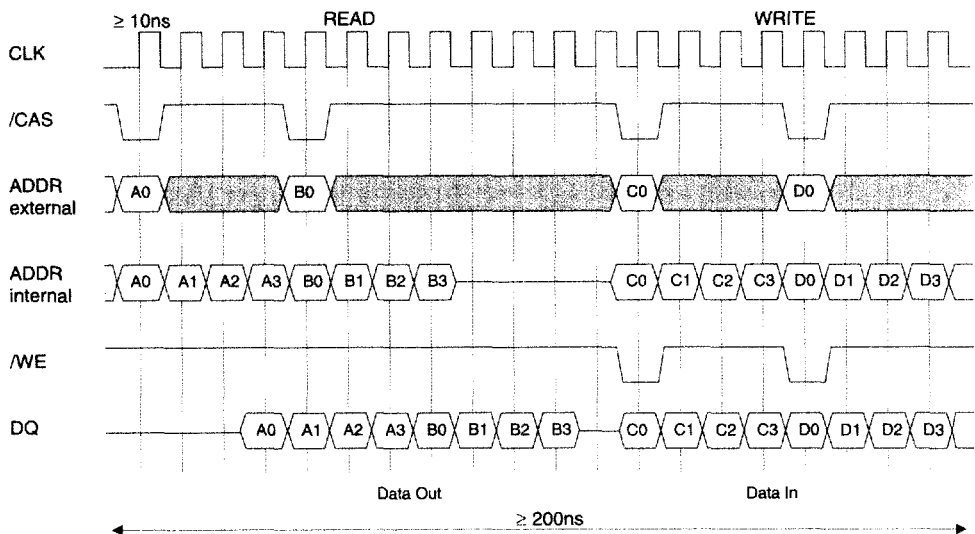 ≥ 10ns READ WRITE
CLK
/CAS
ADDR external A0 B0 C0 D0
ADDR internal A0 A1 A2 A3 B0 B1 B2 B3 C0 C1 C2 C3 D0 D1 D2 D3
/WE
DQ A0 A1 A2 A3 B0 B1 B2 B3 C0 C1 C2 C3 D0 D1 D2 D3
Data Out Data In
≥ 200ns